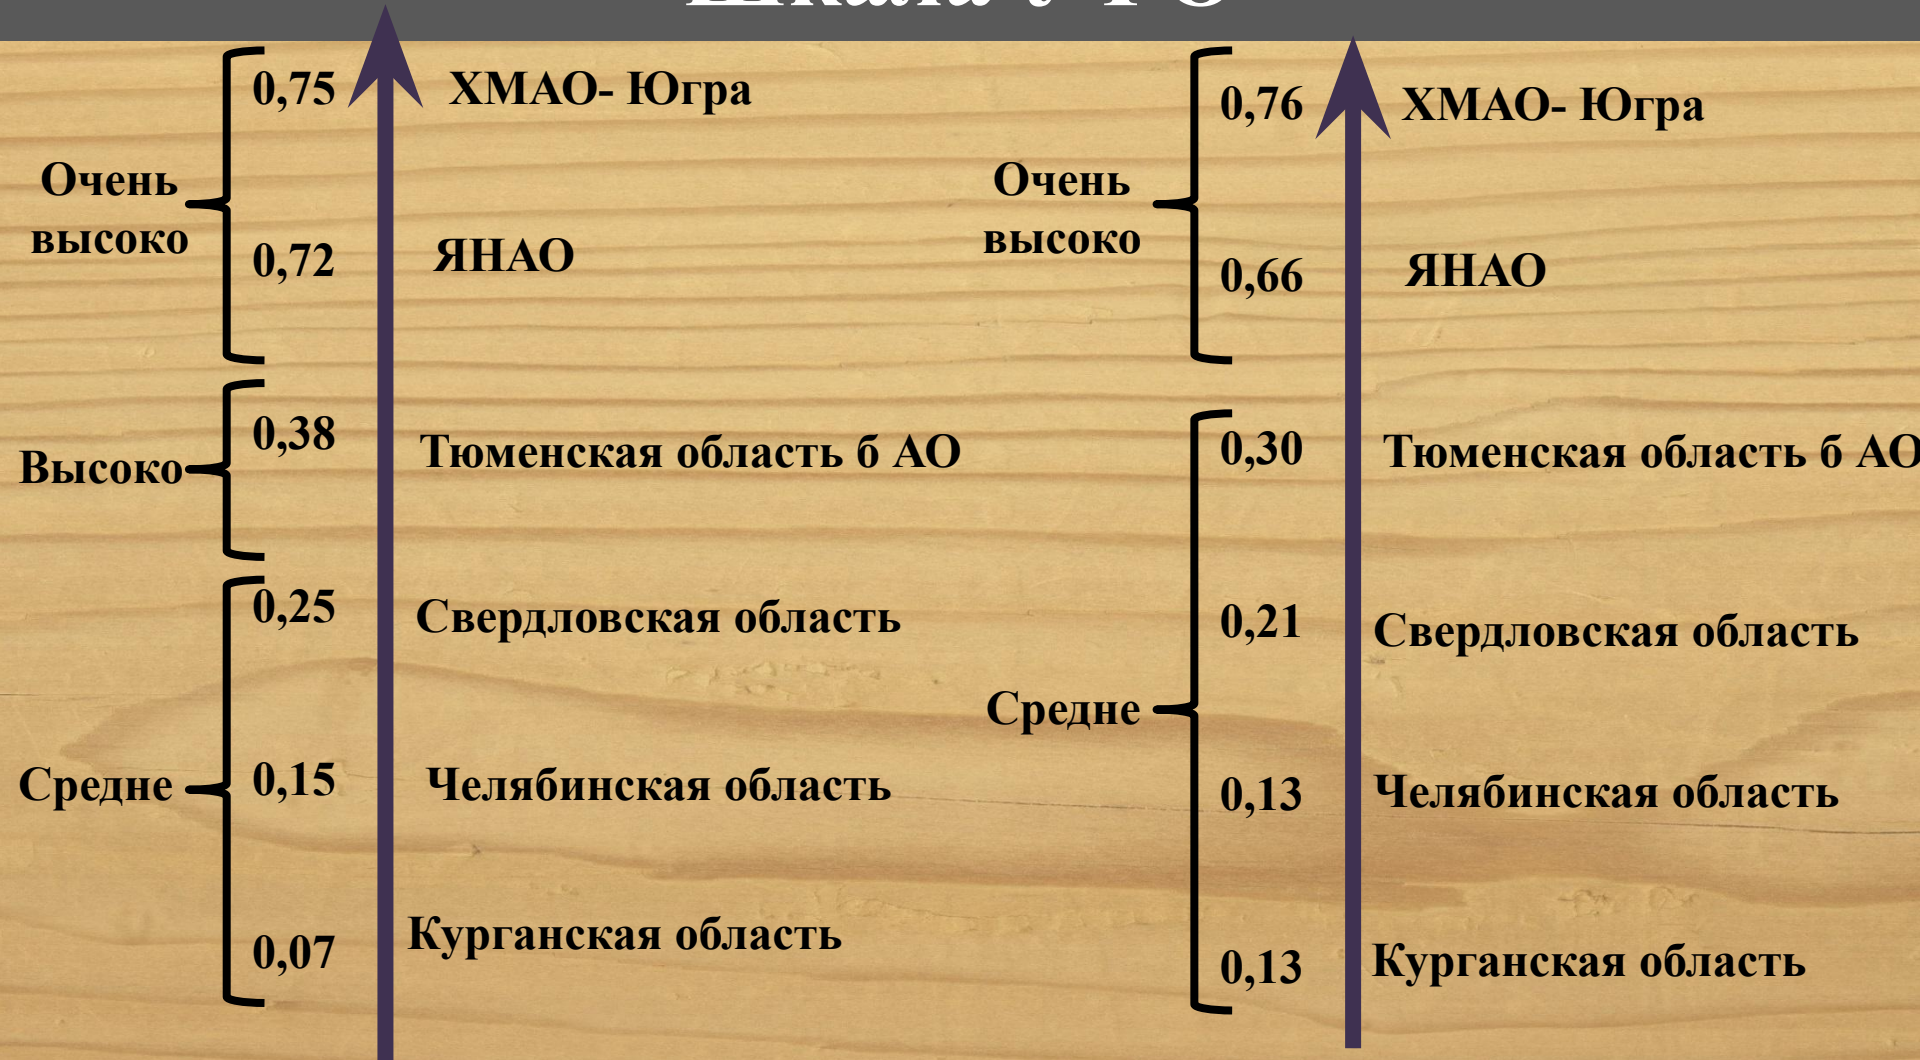 0,75 ХМАО- Югра
Очень
высоко
0,72 ЯНАО
Высоко
0,38 Тюменская область б АО
0,25 Свердловская область
Средне
0,15 Челябинская область
0,07 Курганская область
0,76 ХМАО- Югра
Очень
высоко
0,66 ЯНАО
0,30 Тюменская область б АО
0,21 Свердловская область
Средне
0,13 Челябинская область
0,13 Курганская область